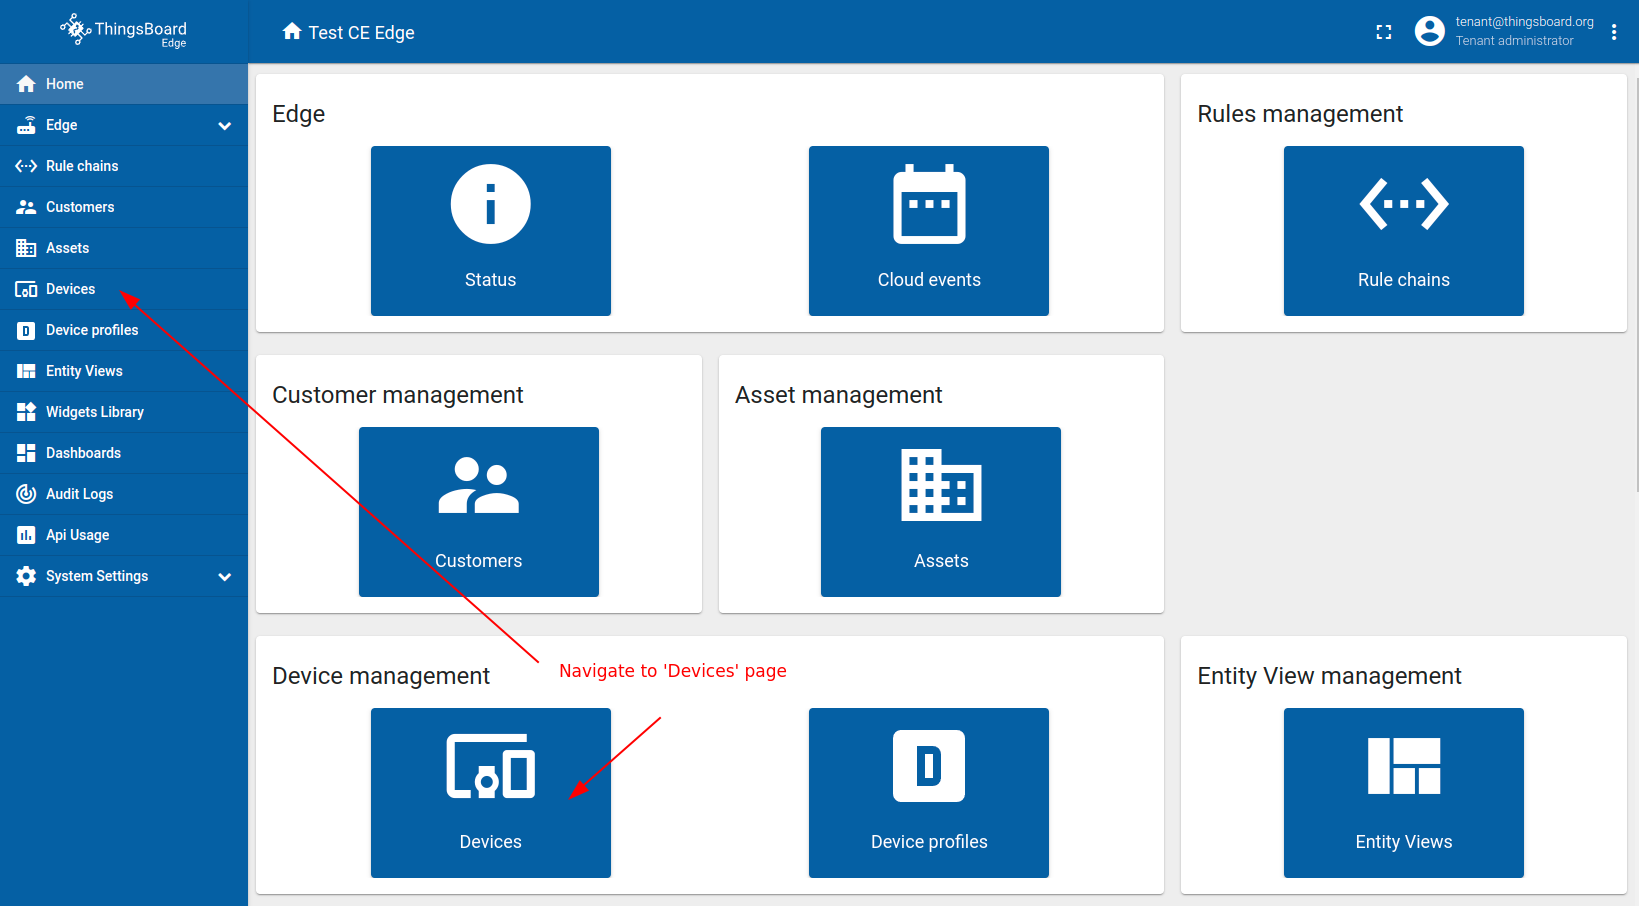 ThingsBoard
Edge
Test CE Edge
tenant@thingsboard.org
Tenant administrator
Home
Edge
Rule chains
Customers
Assets
Devices
Device profiles
Entity Views
Widgets Library
Dashboards
Audit Logs
Api Usage
System Settings
Edge
Status
Cloud events
Rules management
Rule chains
Customer management
Customers
Asset management
Assets
Device management
Navigate to 'Devices' page
Devices
D
Device profiles
Entity View management
Entity Views